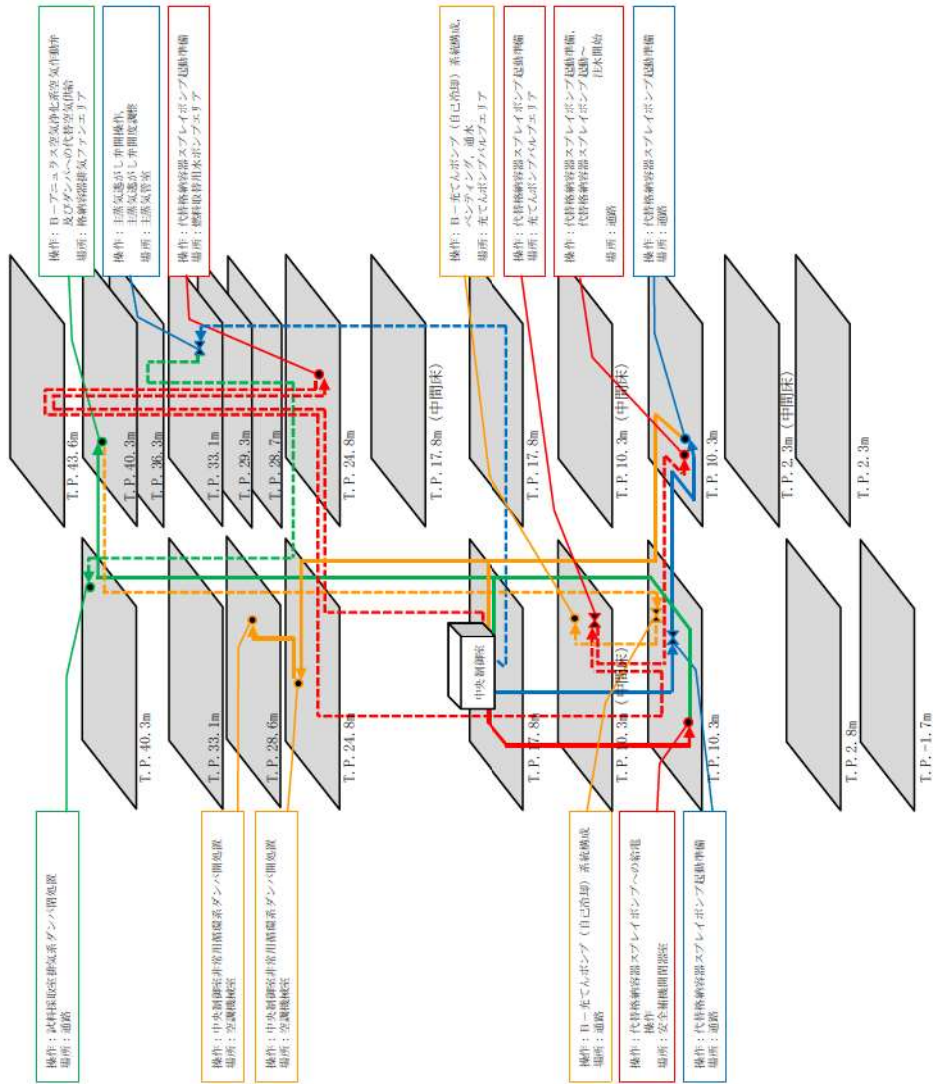 操作：B－アニュラス空気浄化系空気作動弁
及びダンパへの代替空気供給
場所：格納容器排気ファンエリア
操作：主蒸気逃がし弁開操作,
主蒸気逃がし弁開度調整
場所：主蒸気管室
操作：代替格納容器スプレイポンプ起動準備
場所：燃料取替用水ポンプエリア
操作：B－充てんポンプ（自己冷却）系統構成,
ベンティング, 通水
場所：充てんポンプバルブエリア
操作：代替格納容器スプレイポンプ起動準備
場所：充てんポンプバルブエリア
操作：代替格納容器スプレイポンプ起動準備,
代替格納容器スプレイポンプ起動～
注水開始
場所：通路
操作：代替格納容器スプレイポンプ起動準備
場所：通路
T.P.43.6m
T.P.40.3m
T.P.36.3m
T.P.33.1m
T.P.29.3m
T.P.28.7m
T.P.24.8m
T.P.17.8m（中間床）
T.P.17.8m
T.P.10.3m（中間床）
T.P.10.3m
T.P.2.3m（中間床）
T.P.2.3m
T.P.40.3m
T.P.33.1m
T.P.28.6m
T.P.24.8m
中央制御室
T.P.17.8m
T.P.10.3m（中間床）
T.P.10.3m
T.P.2.8m
T.P.-1.7m
操作：試料採取室排気系ダンパ閉処置
場所：通路
操作：中央制御室非常用循環系ダンパ開処置
場所：空調機械室
操作：中央制御室非常用循環系ダンパ開処置
場所：空調機械室
操作：B－充てんポンプ（自己冷却）系統構成
場所：通路
操作：代替格納容器スプレイポンプへの給電
操作
場所：安全補機開閉器室
操作：代替格納容器スプレイポンプ起動準備
場所：通路